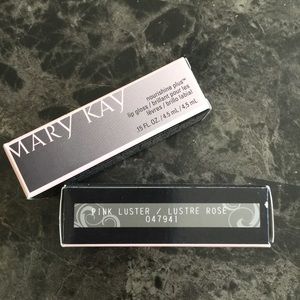 MARY KAY
nourishine plus™
lip gloss / brillant pour les
lèvres / brillo labial
.15 FL. OZ. / 4.5 mL / 4,5 mL
PINK LUSTER / LUSTRE ROSE
047941